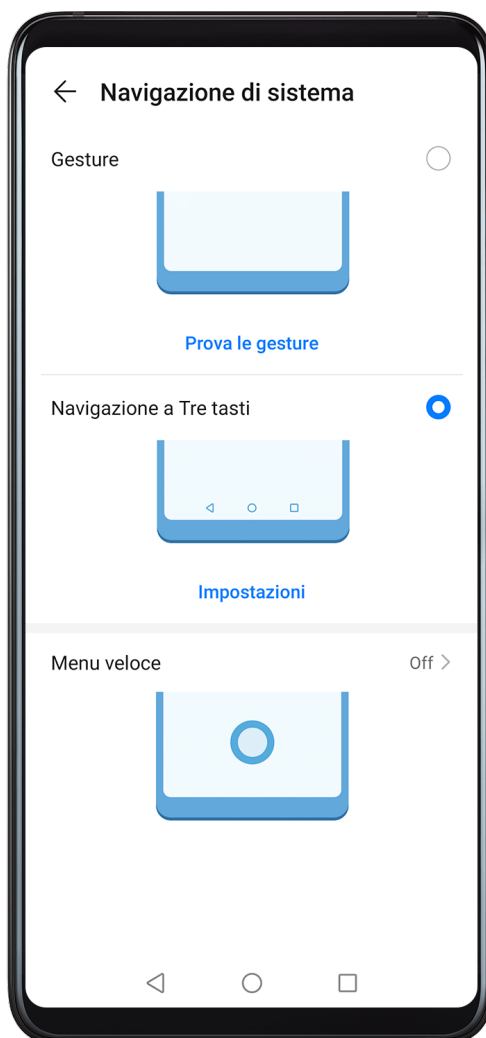 Navigazione di sistema
Gesture
Prova le gesture
Navigazione a Tre tasti
Impostazioni
Menu veloce
Off